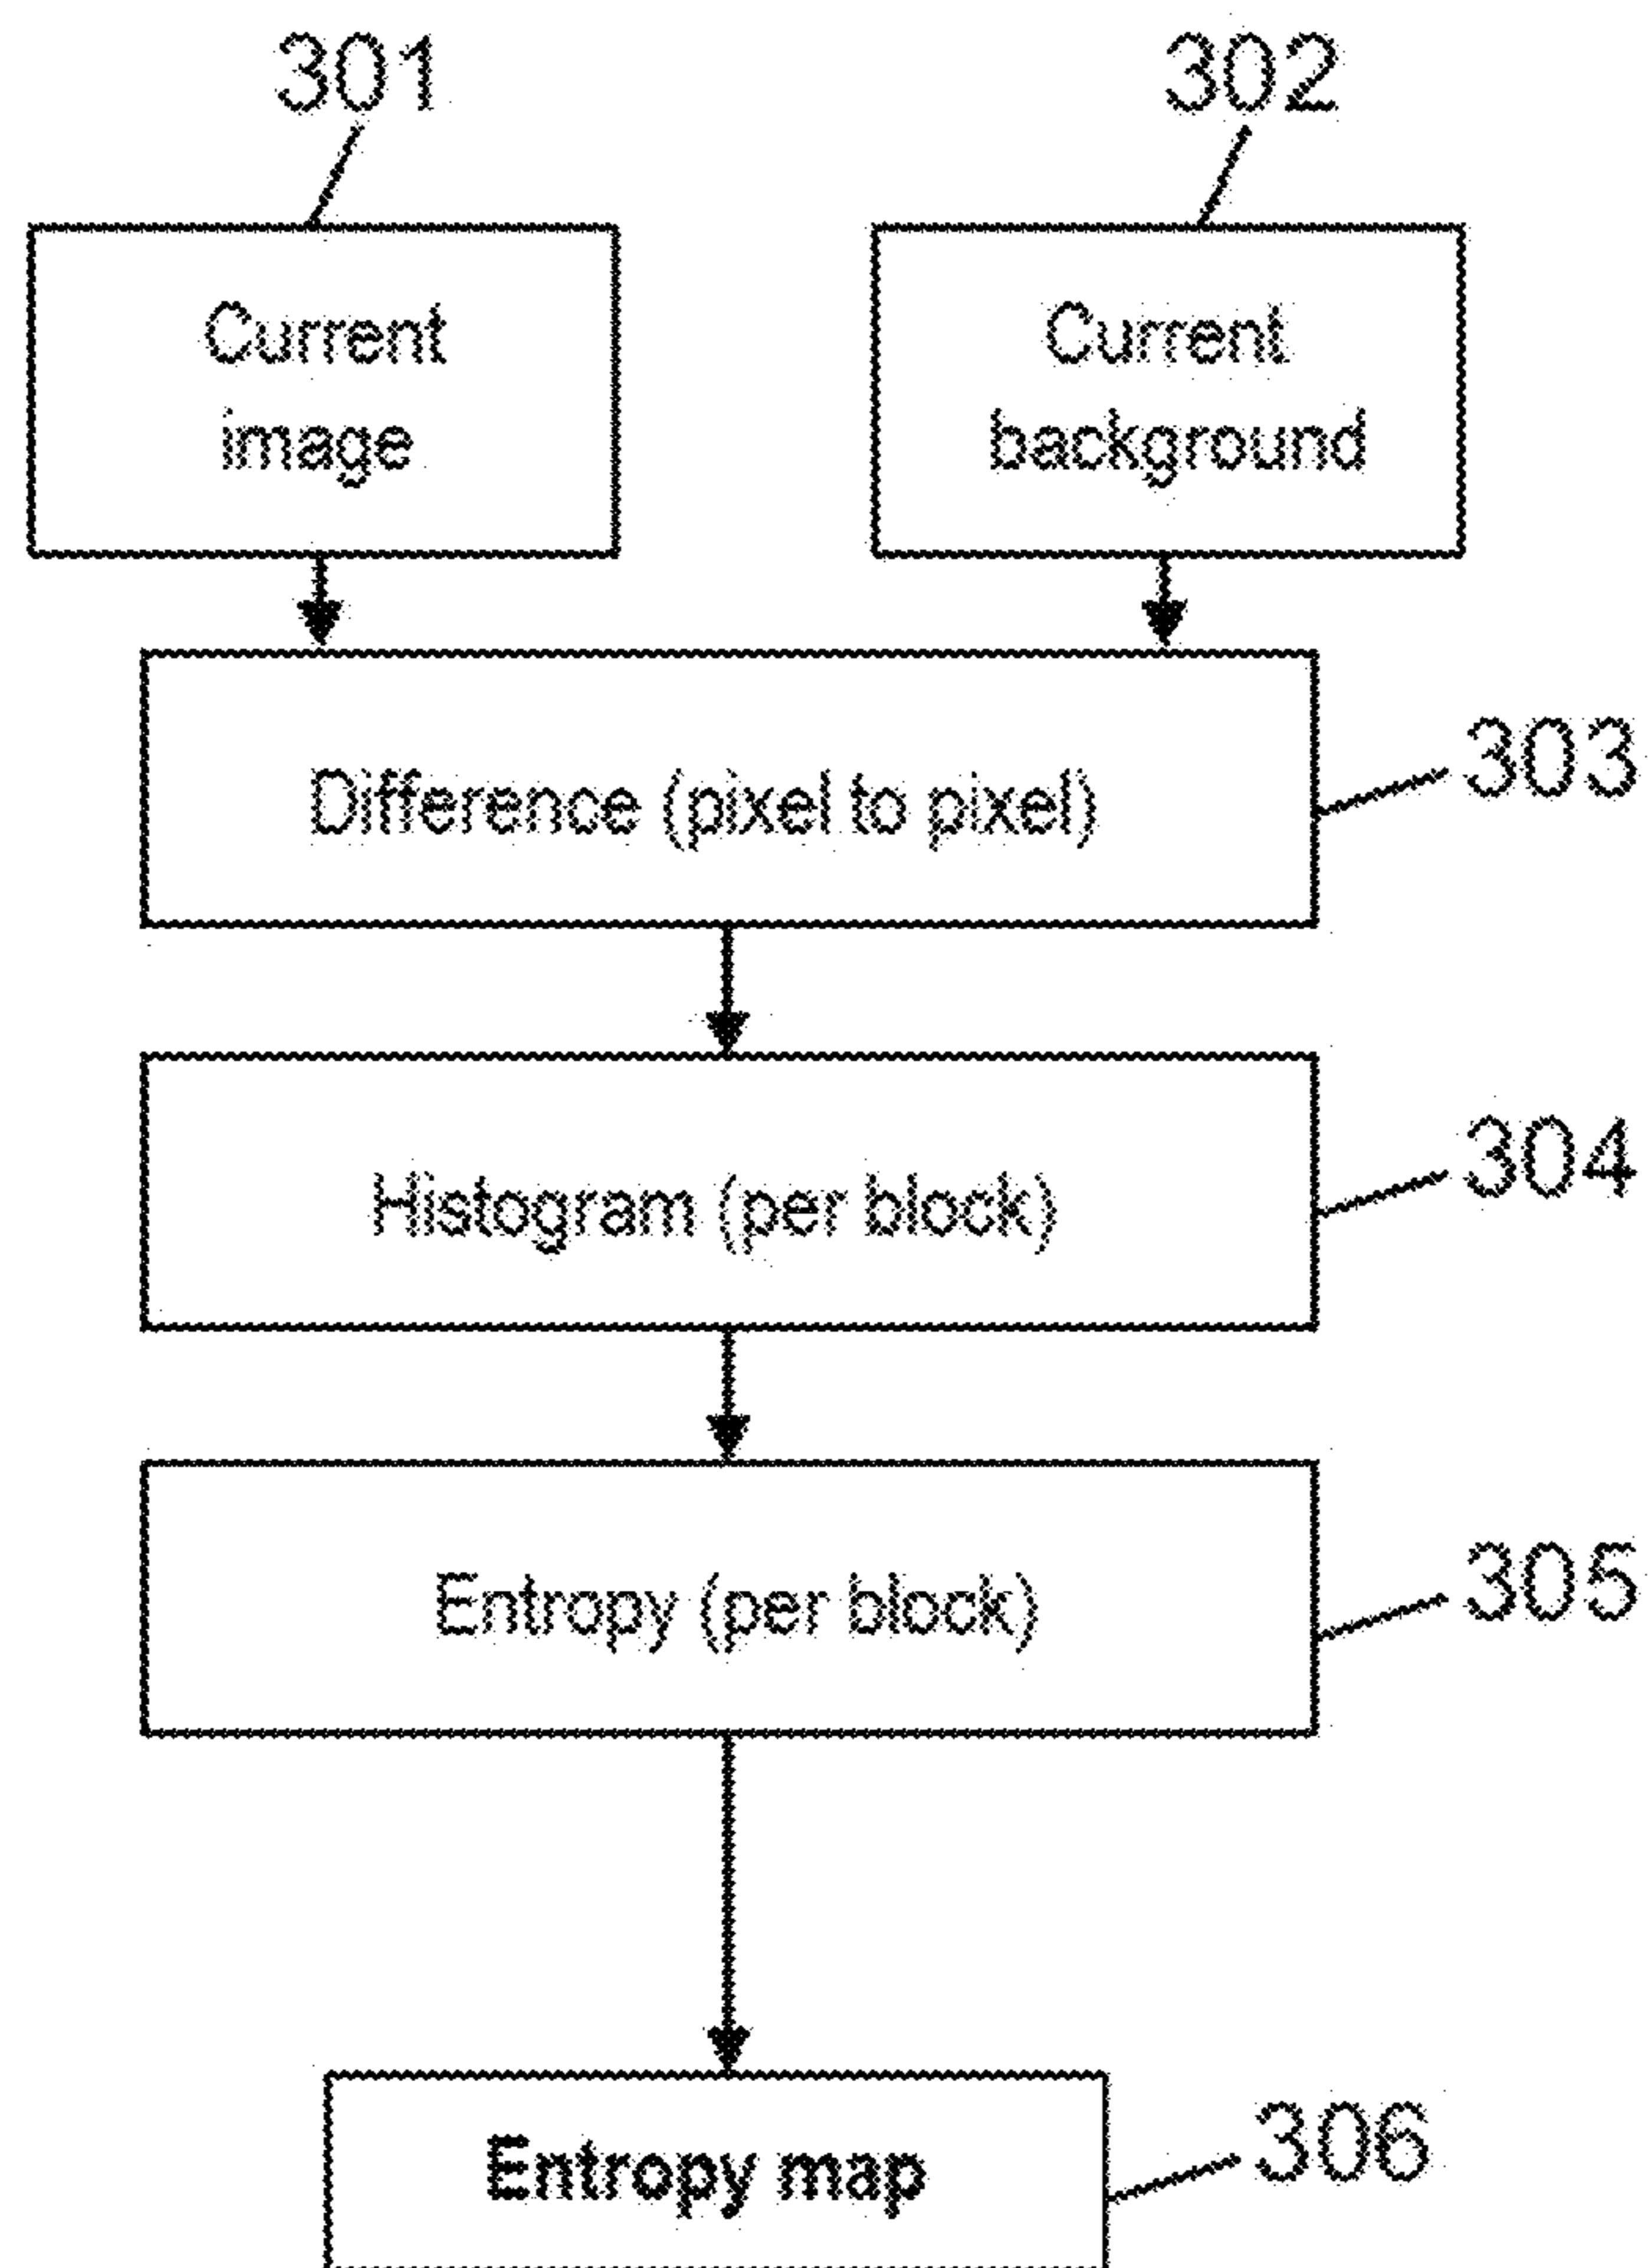 301
302
Current
image
Current
background
Difference (pixel to pixel)
303
Histogram (per block)
304
Entropy (per block)
305
Entropy map
306